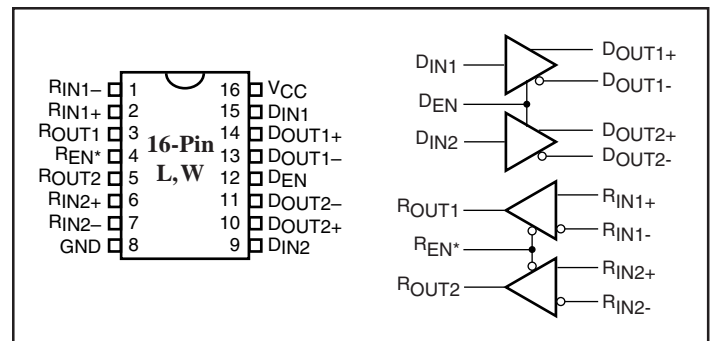 RIN1– 1 16 VCC
RIN1+ 2 15 DIN1
ROUT1 3 14 DOUT1+
REN* 4 13 DOUT1–
ROUT2 5 12 DEN
RIN2+ 6 11 DOUT2–
RIN2– 7 10 DOUT2+
GND 8 9 DIN2
16-Pin
L,W
DIN1 DOUT1+
DOUT1-
DEN
DIN2 DOUT2+
DOUT2-
ROUT1 RIN1+
RIN1-
REN*
ROUT2 RIN2+
RIN2-